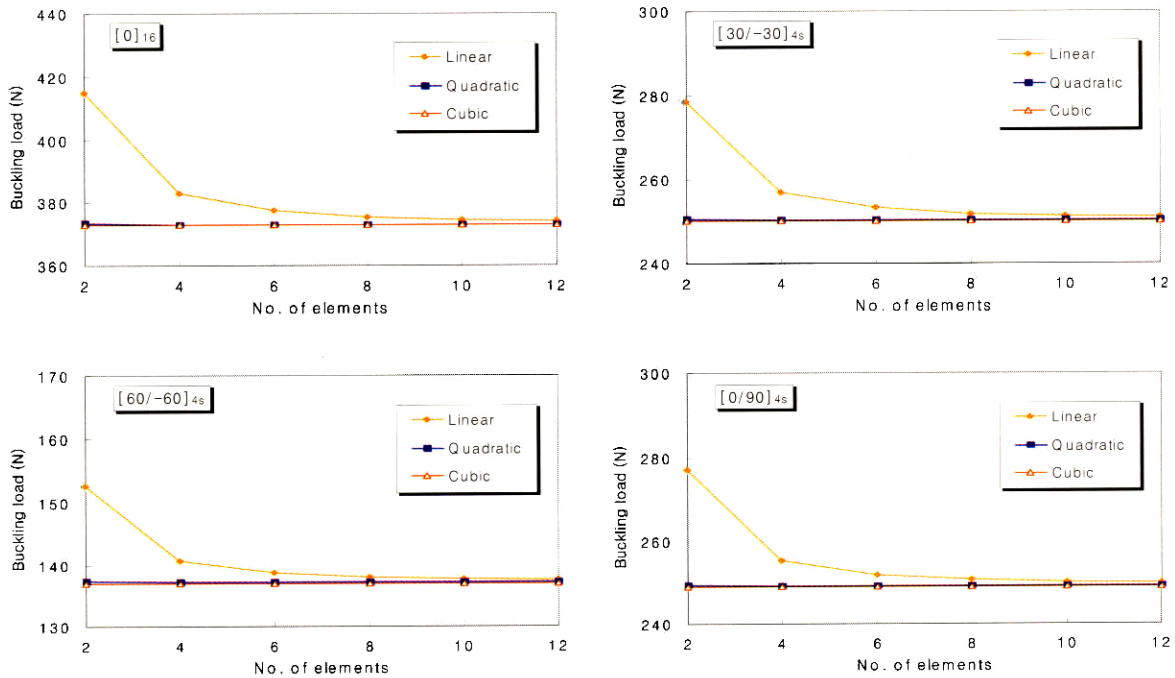 [0]16
Linear
Quadratic
Cubic
Buckling load (N)
440
420
400
380
360
2 4 6 8 10 12
No. of elements
[30/-30]4s
Linear
Quadratic
Cubic
Buckling load (N)
300
280
260
240
2 4 6 8 10 12
No. of elements
[60/-60]4s
Linear
Quadratic
Cubic
Buckling load (N)
170
160
150
140
130
2 4 6 8 10 12
No. of elements
[0/90]4s
Linear
Quadratic
Cubic
Buckling load (N)
300
280
260
240
2 4 6 8 10 12
No. of elements